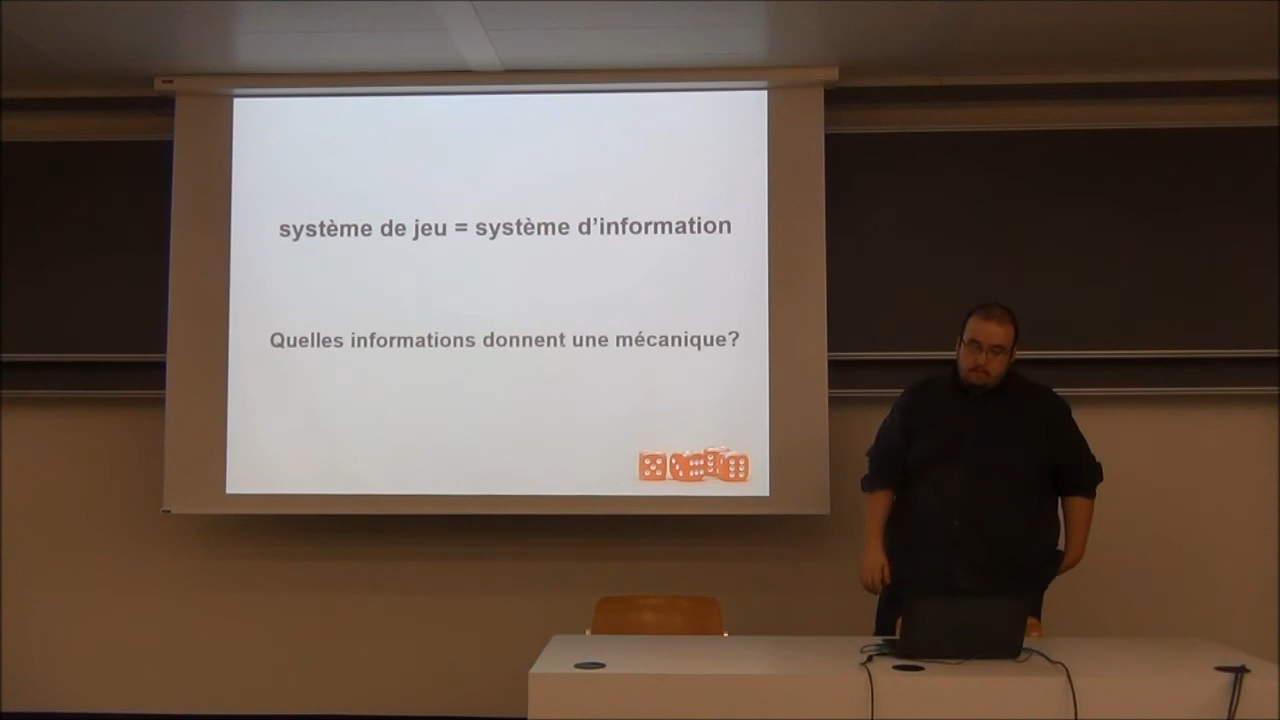 système de jeu = système d’information
Quelles informations donnent une mécanique?